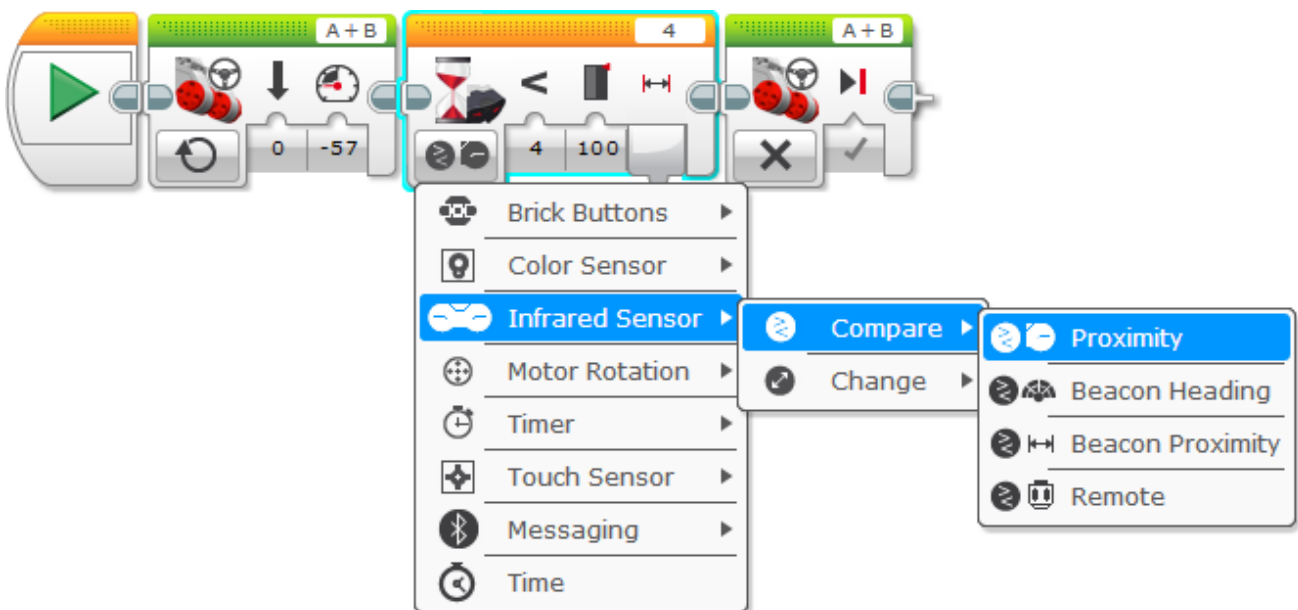 A+B
4
A+B
0
-57
4
100
Brick Buttons
Color Sensor
Infrared Sensor
Motor Rotation
Timer
Touch Sensor
Messaging
Time
Compare
Change
Proximity
Beacon Heading
Beacon Proximity
Remote